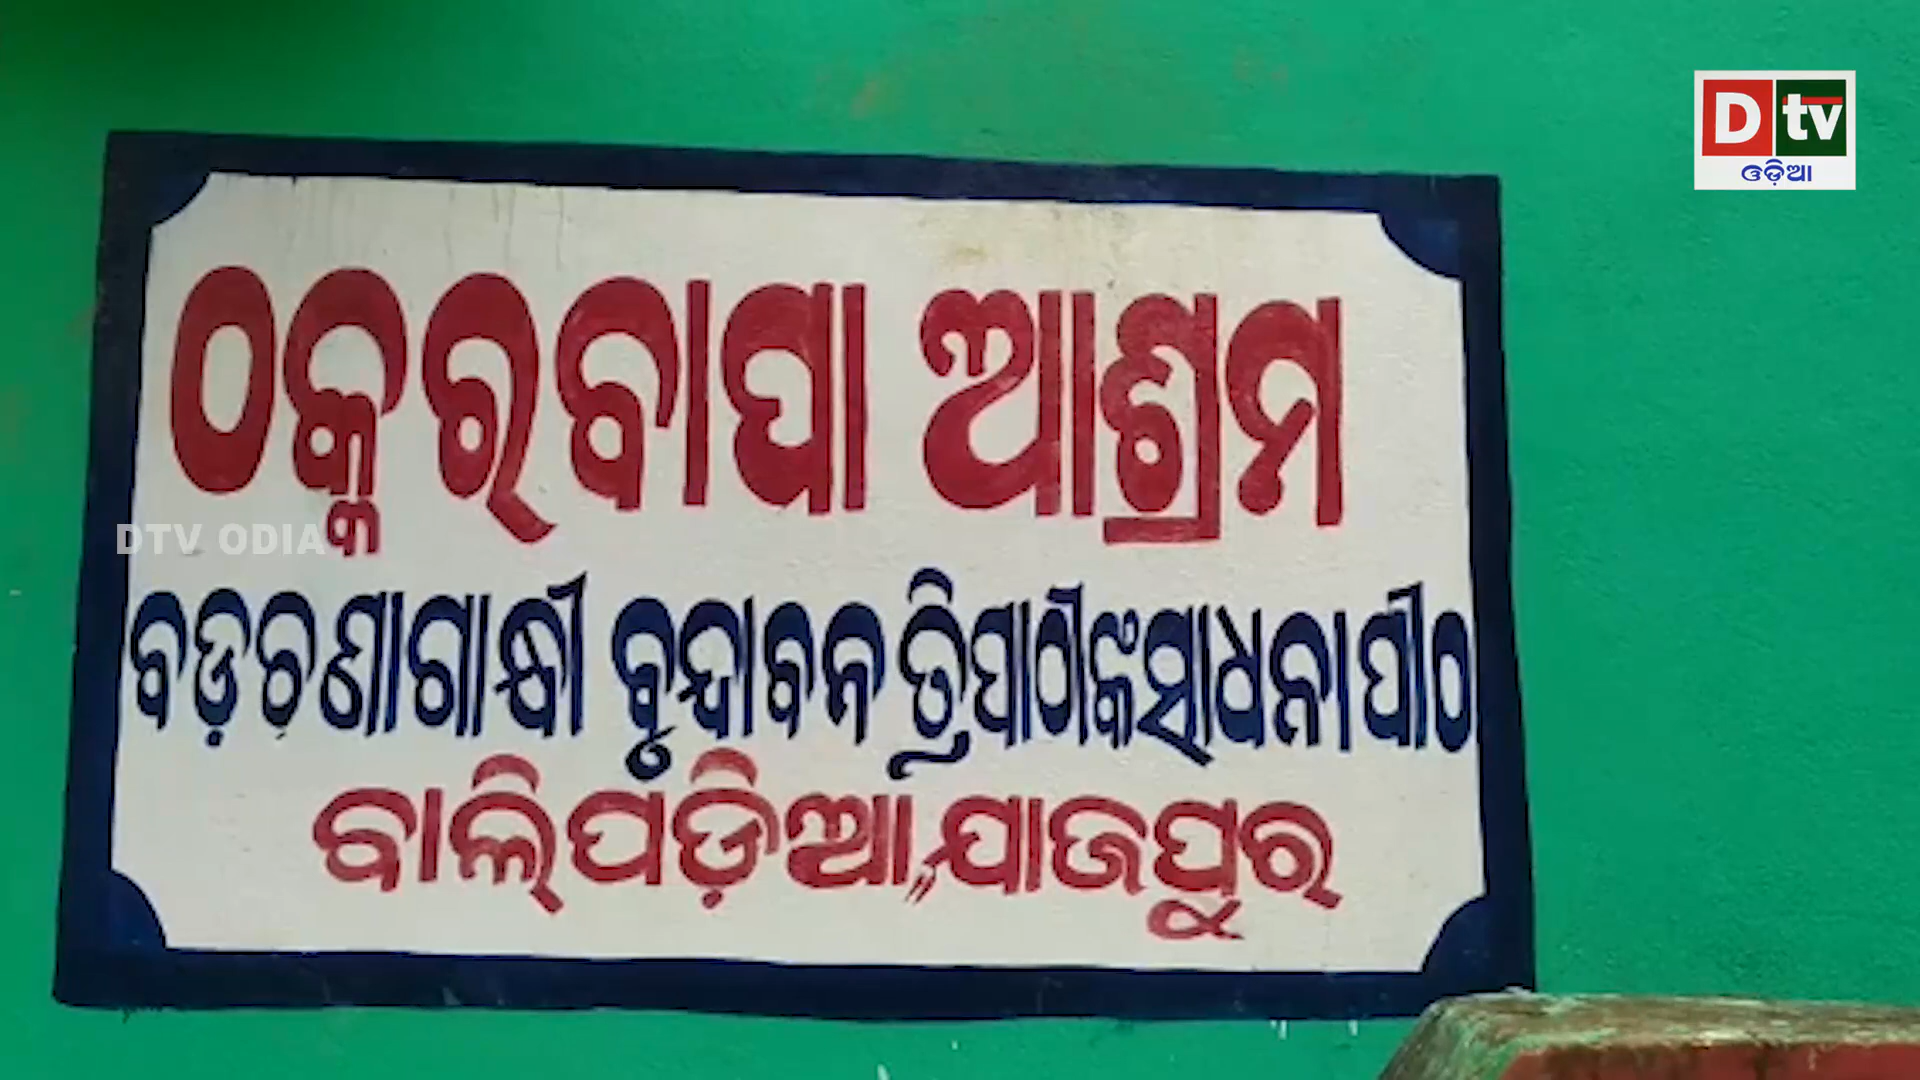 D tv
ଓଡ଼ିଆ
ଠକ୍କରବାପା ଆଶ୍ରମ
DTV ODIA
ବଡ଼ଚଣାଗାନ୍ଧୀ ବୃନ୍ଦାବନ ତ୍ରିପାଠୀଙ୍କ ସାଧନା ପୀଠ
ବାଲିପଡ଼ିଆ, ଯାଜପୁର